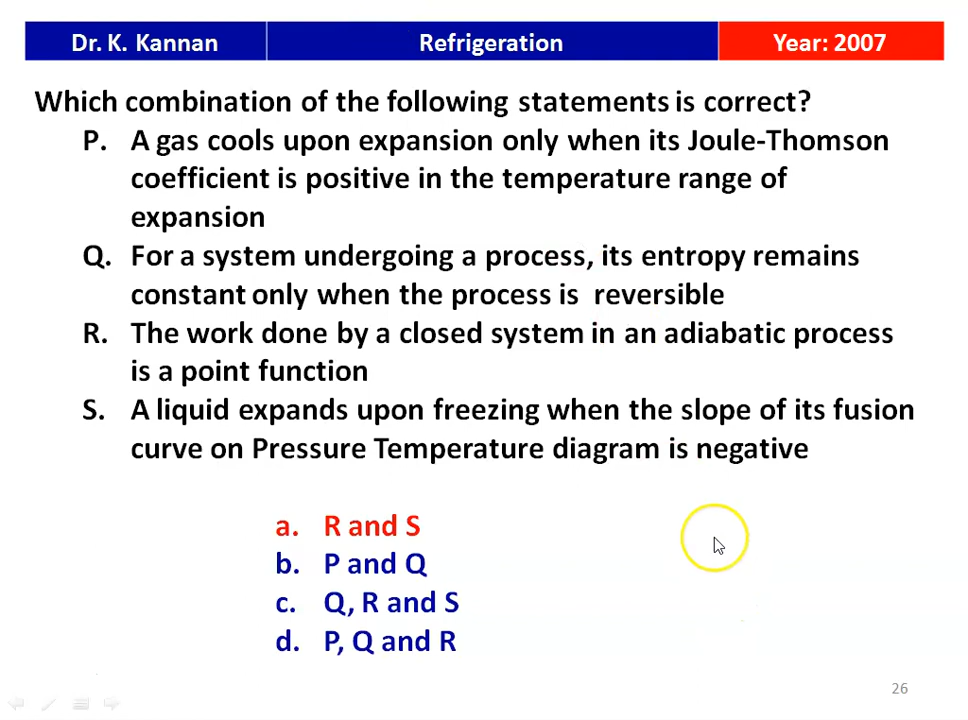 Dr. K. Kannan Refrigeration Year: 2007
Which combination of the following statements is correct?
P. A gas cools upon expansion only when its Joule-Thomson
coefficient is positive in the temperature range of
expansion
Q. For a system undergoing a process, its entropy remains
constant only when the process is reversible
R. The work done by a closed system in an adiabatic process
is a point function
S. A liquid expands upon freezing when the slope of its fusion
curve on Pressure Temperature diagram is negative
a. R and S
b. P and Q
c. Q, R and S
d. P, Q and R
26